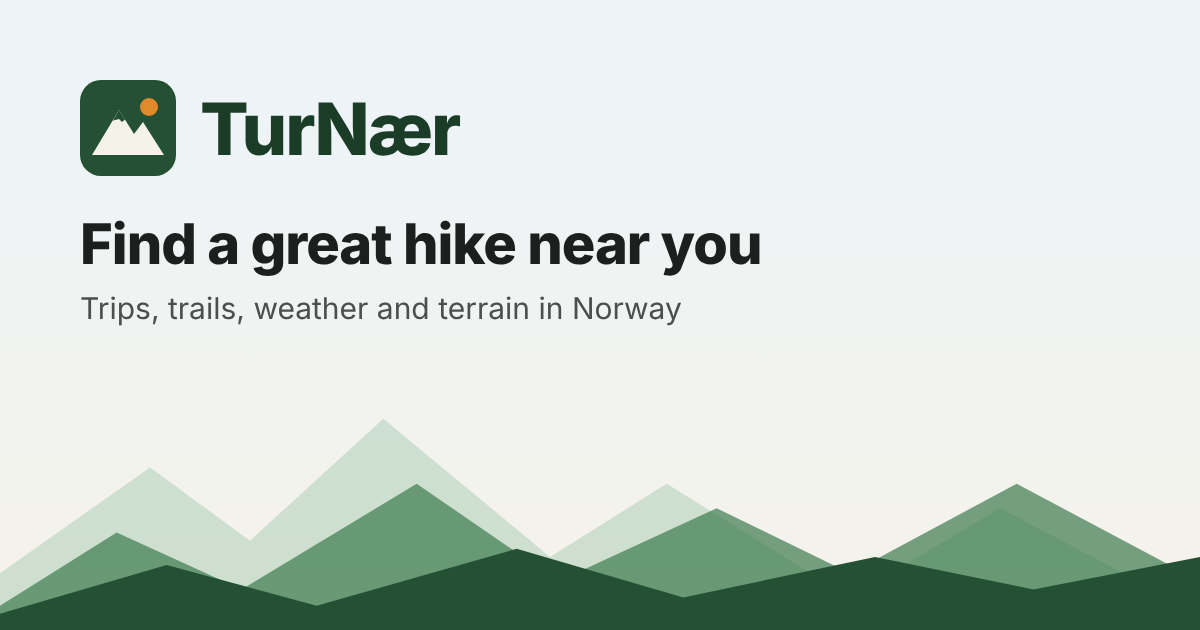 TurNær
Find a great hike near you
Trips, trails, weather and terrain in Norway